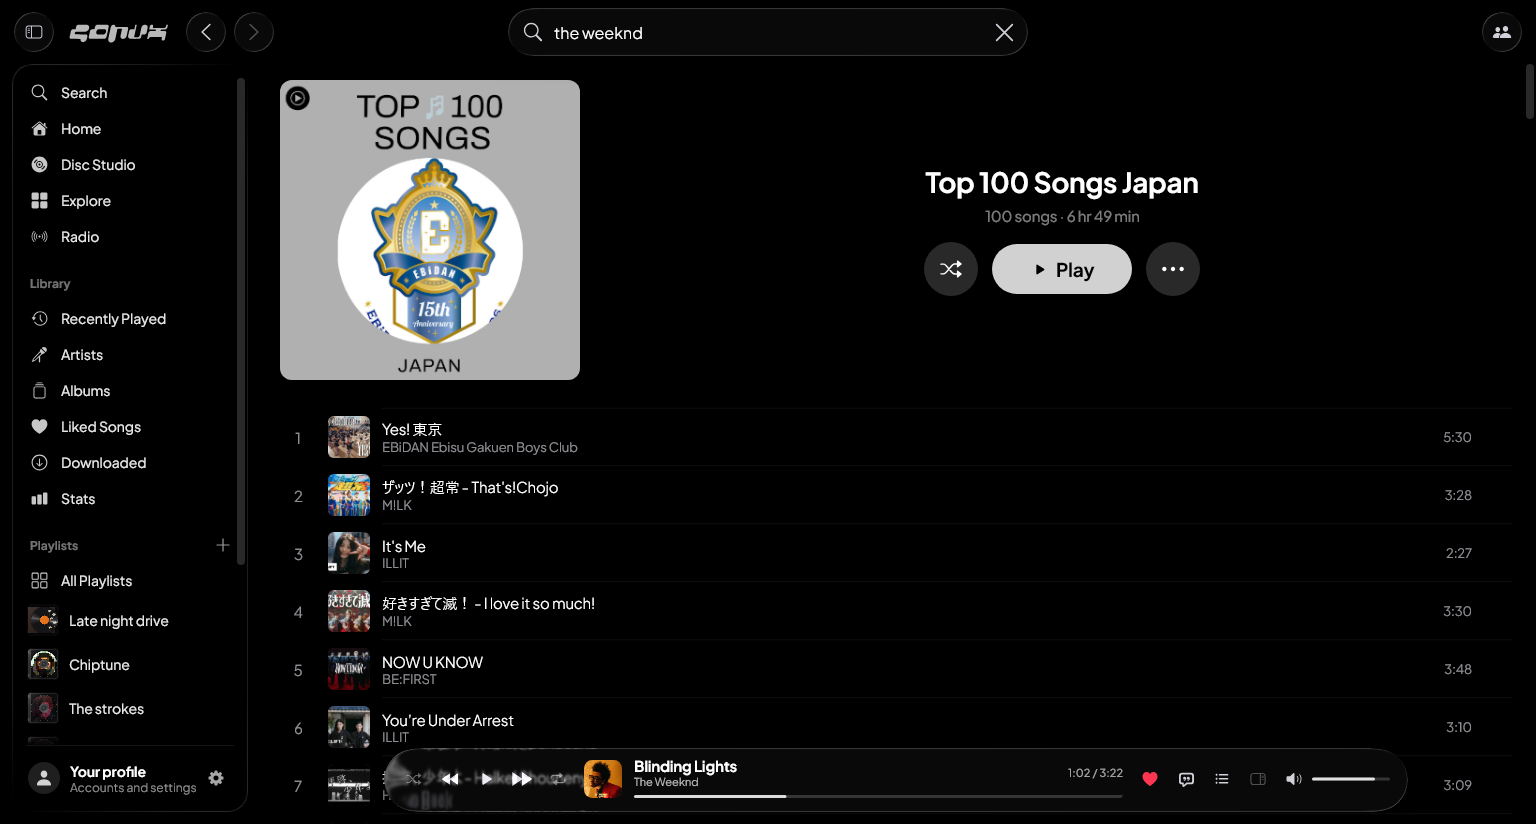 the weeknd
Search
Home
Disc Studio
Explore
Radio
Library
Recently Played
Artists
Albums
Liked Songs
Downloaded
Stats
Playlists
All Playlists
Late night drive
Chiptune
The strokes
Your profile
Accounts and settings
TOP 🎵 100
SONGS
E
EBiDAN
15th
Anniversary
JAPAN
Top 100 Songs Japan
100 songs · 6 hr 49 min
Play
1
Yes! 東京
EBiDAN Ebisu Gakuen Boys Club
5:30
2
ザッツ！超常 - That's!Chojo
M!LK
3:28
3
It's Me
ILLIT
2:27
4
好きすぎて滅！ - I love it so much!
M!LK
3:30
5
NOW U KNOW
BE:FIRST
3:48
6
You're Under Arrest
ILLIT
3:10
7
3:09
Blinding Lights
The Weeknd
1:02 / 3:22